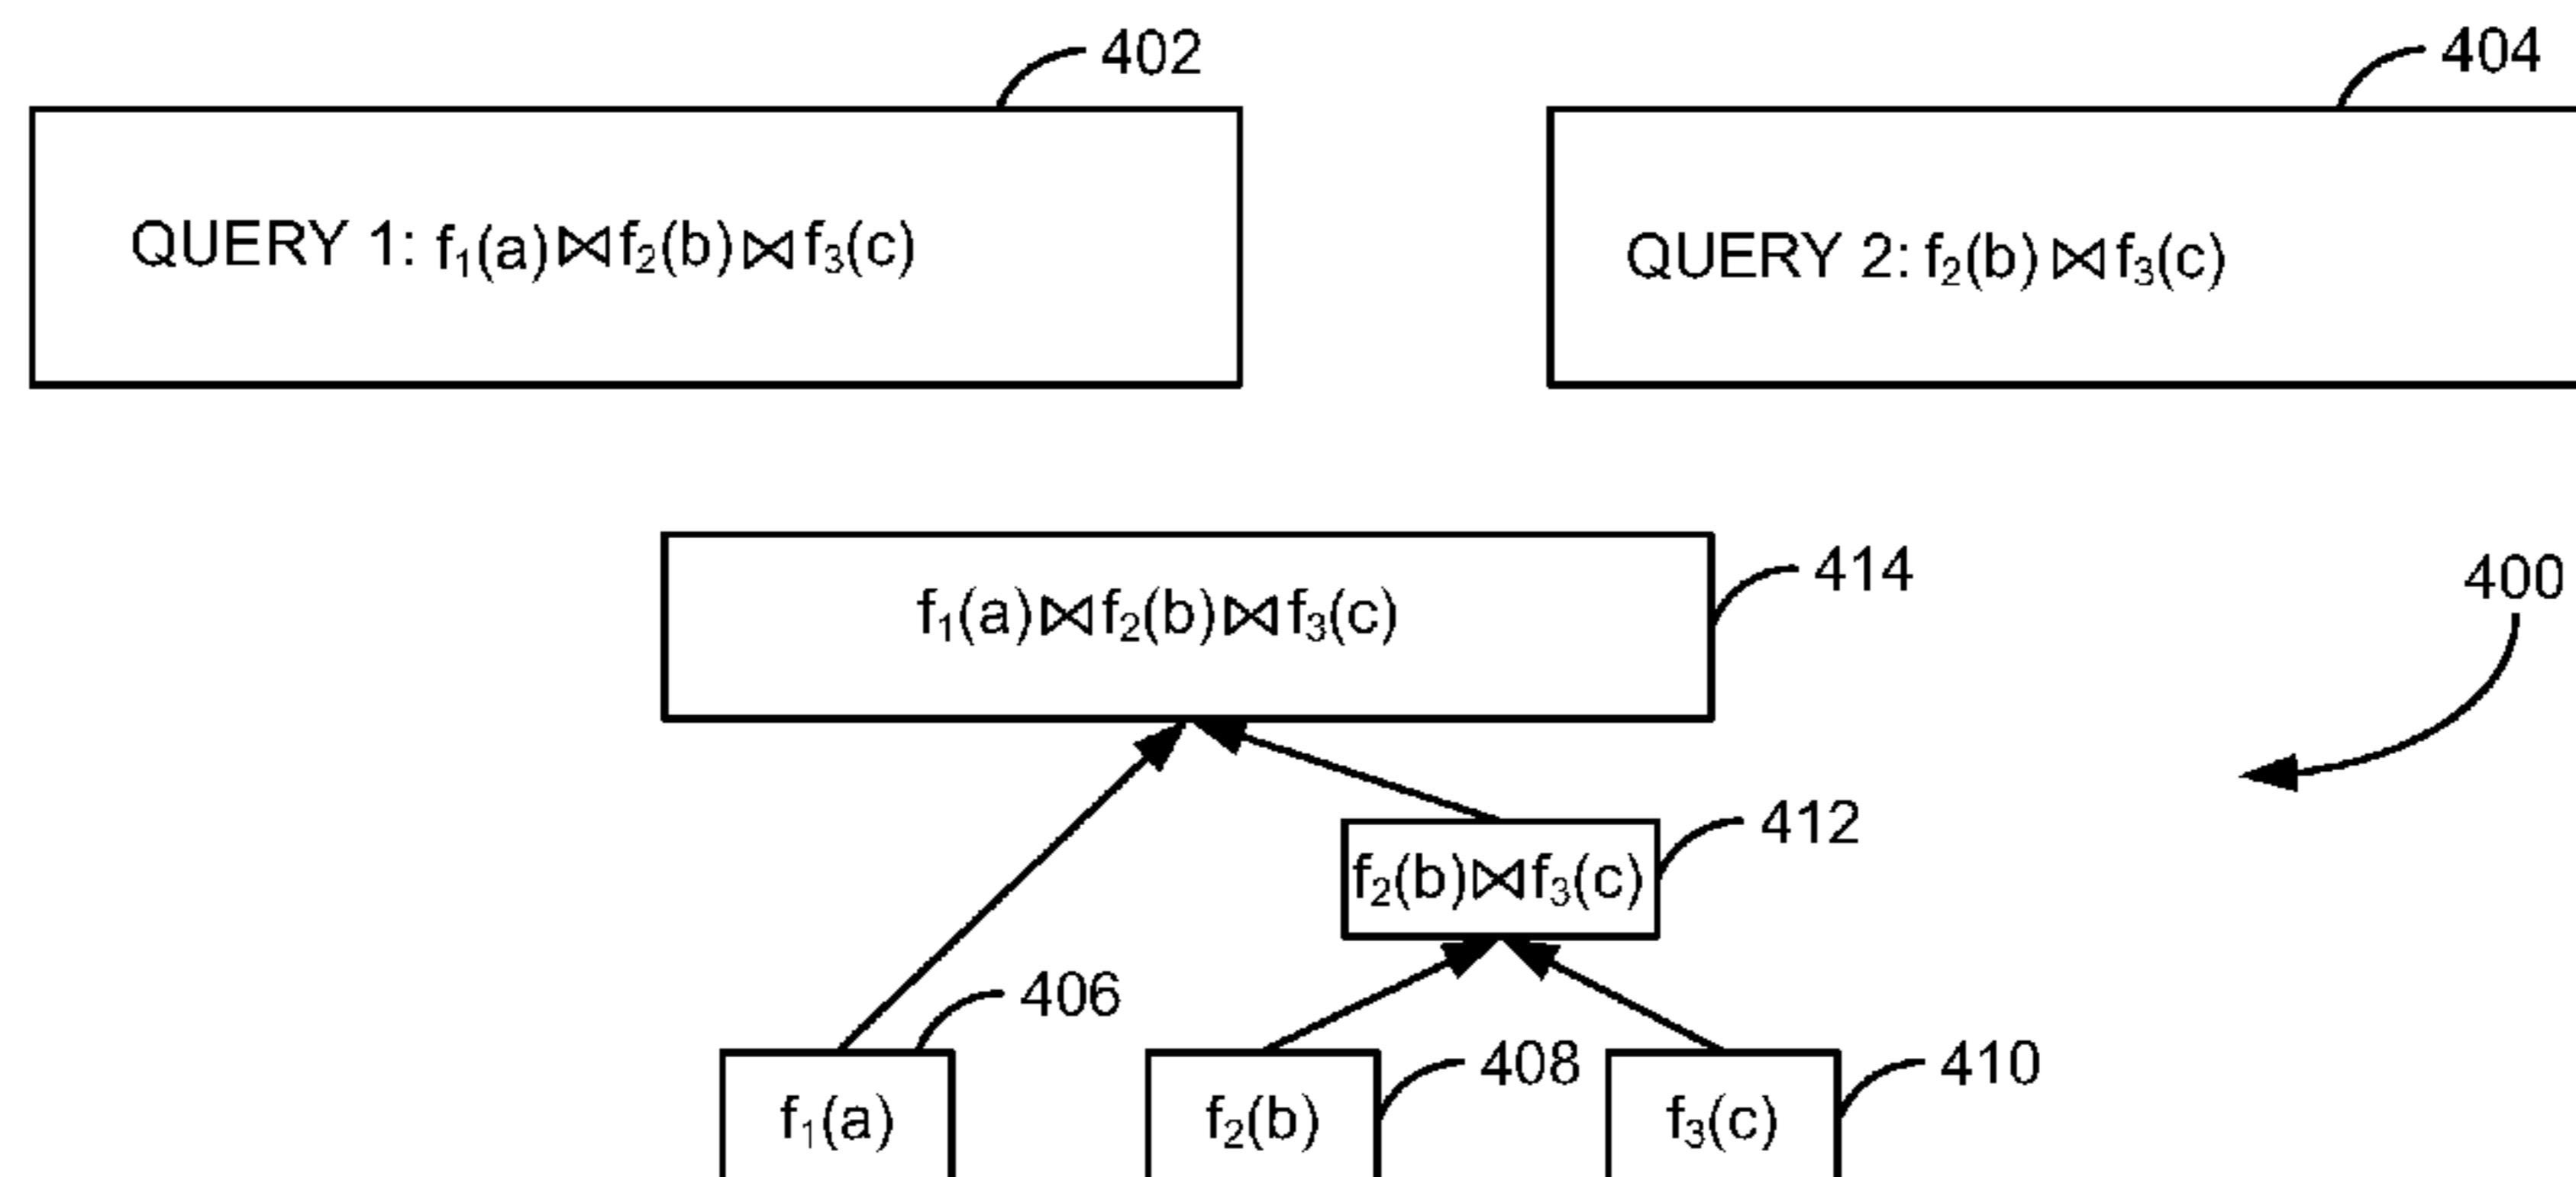 402
404
QUERY 1: f₁(a)⋈f₂(b)⋈f₃(c)
QUERY 2: f₂(b)⋈f₃(c)
414
400
f₁(a)⋈f₂(b)⋈f₃(c)
412
f₂(b)⋈f₃(c)
406
408
410
f₁(a)
f₂(b)
f₃(c)